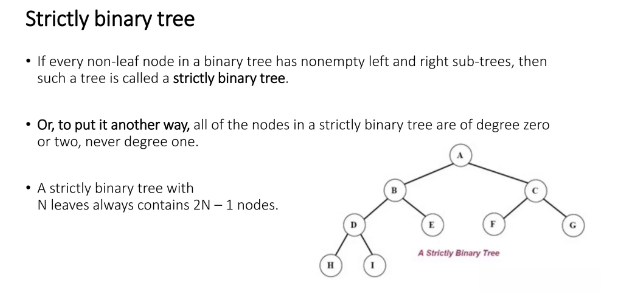 Strictly binary tree
• If every non-leaf node in a binary tree has nonempty left and right sub-trees, then
such a tree is called a strictly binary tree.
• Or, to put it another way, all of the nodes in a strictly binary tree are of degree zero
or two, never degree one.
• A strictly binary tree with
N leaves always contains 2N – 1 nodes.
A
B
C
D
E
F
G
H
I
A Strictly Binary Tree